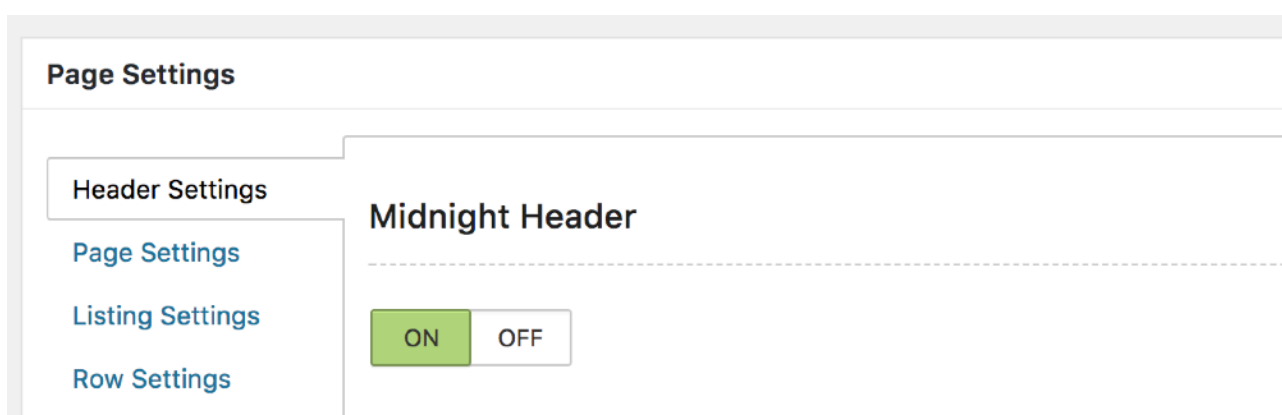 Page Settings
Header Settings
Midnight Header
Page Settings
Listing Settings
ON OFF
Row Settings